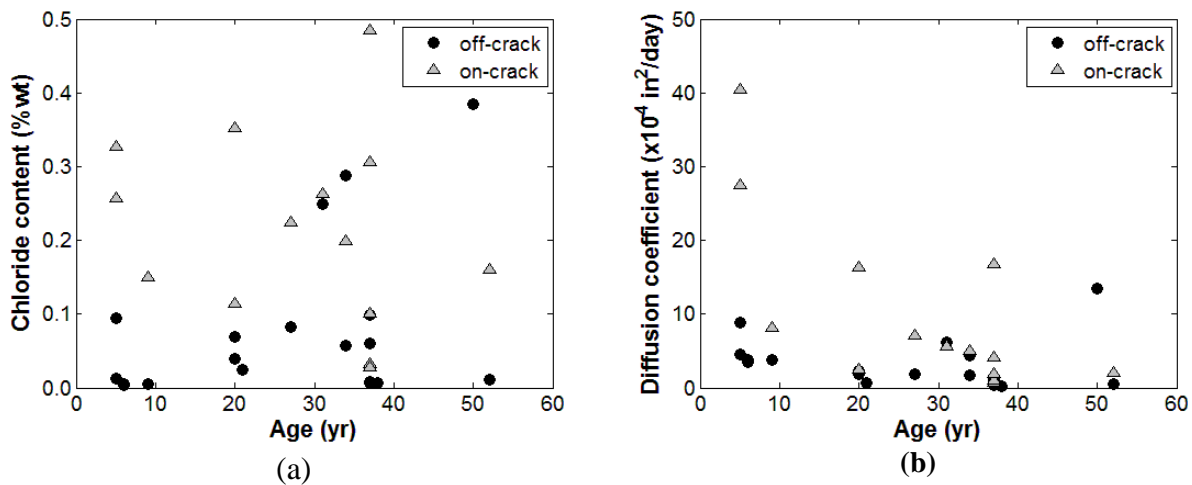 0.5
0.4
0.3
0.2
0.1
0.0
Chloride content (%wt)
0 10 20 30 40 50 60
Age (yr)
off-crack
on-crack
(a)
50
40
30
20
10
0
Diffusion coefficient (x10⁻⁴ in²/day)
0 10 20 30 40 50 60
Age (yr)
off-crack
on-crack
(b)